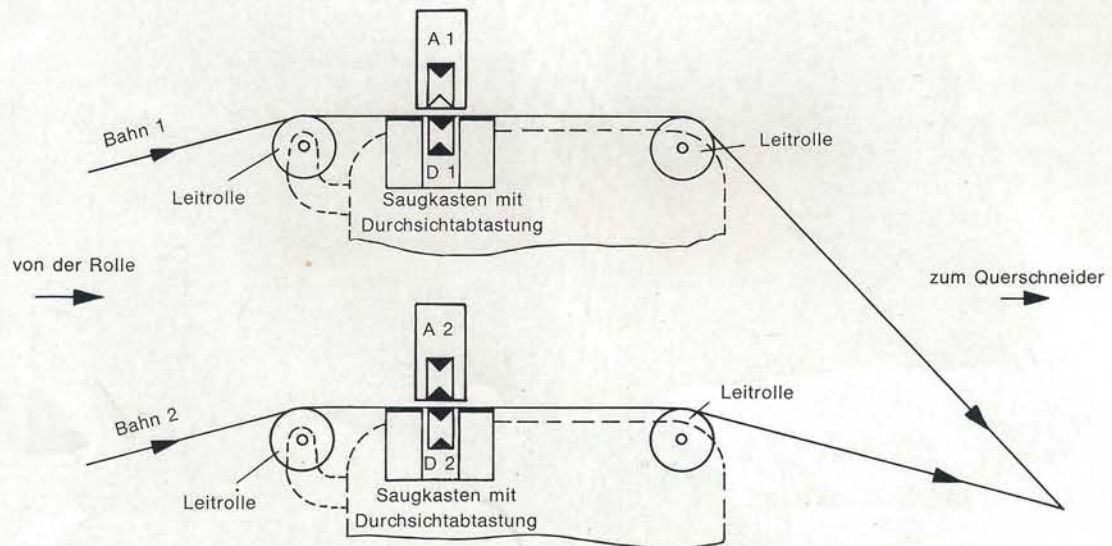 A 1
Bahn 1
Leitrolle
D 1
Leitrolle
Saugkasten mit
Durchsichtabtastung
von der Rolle
zum Querschneider
A 2
Bahn 2
Leitrolle
D 2
Leitrolle
Saugkasten mit
Durchsichtabtastung